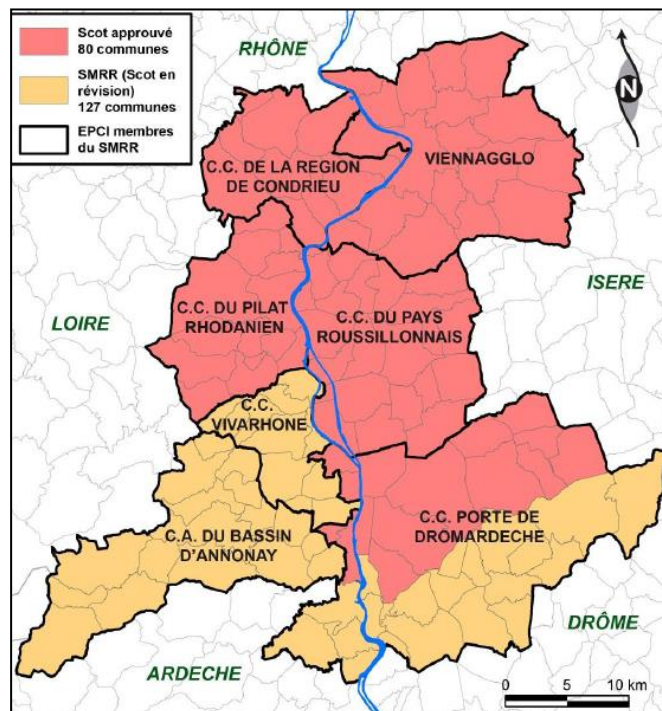 Scot approuvé
80 communes
SMRR (Scot en
révision)
127 communes
EPCI membres
du SMRR
RHÔNE
N
C.C. DE LA REGION
DE CONDRIEU
VIENNAGGLO
ISERE
LOIRE
C.C. DU PILAT
RHODANIEN
C.C. DU PAYS
ROUSSILLONNAIS
C.C.
VIVARHONE
C.A. DU BASSIN
D'ANNONAY
C.C. PORTE DE
DROMARDECHE
DRÔME
ARDECHE
0 5 10 km